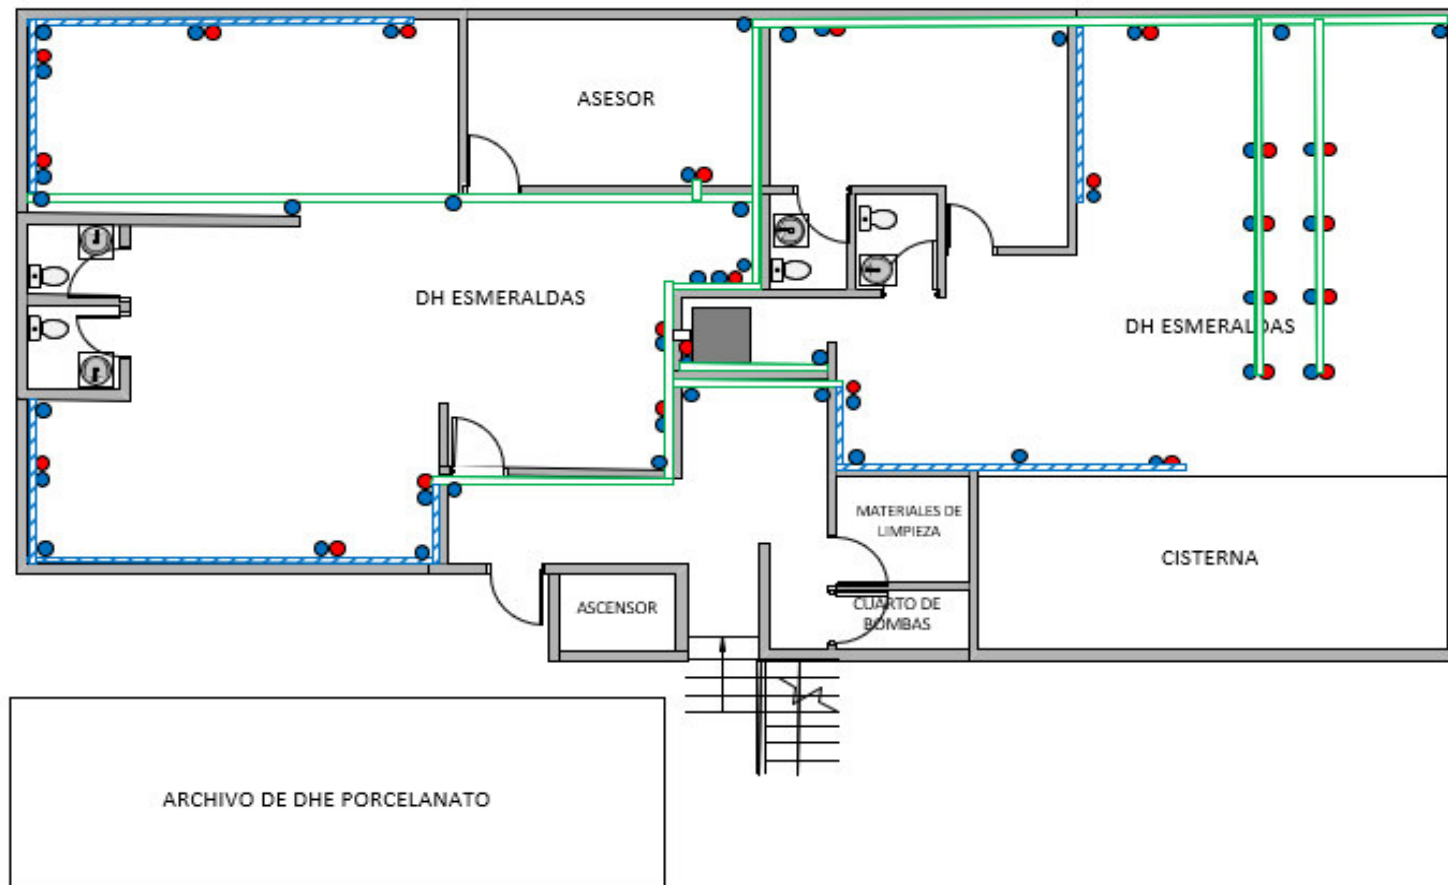 ASESOR
DH ESMERALDAS
DH ESMERALDAS
MATERIALES DE
LIMPIEZA
CISTERNA
ASCENSOR
CUARTO DE
BOMBAS
ARCHIVO DE DHE PORCELANATO